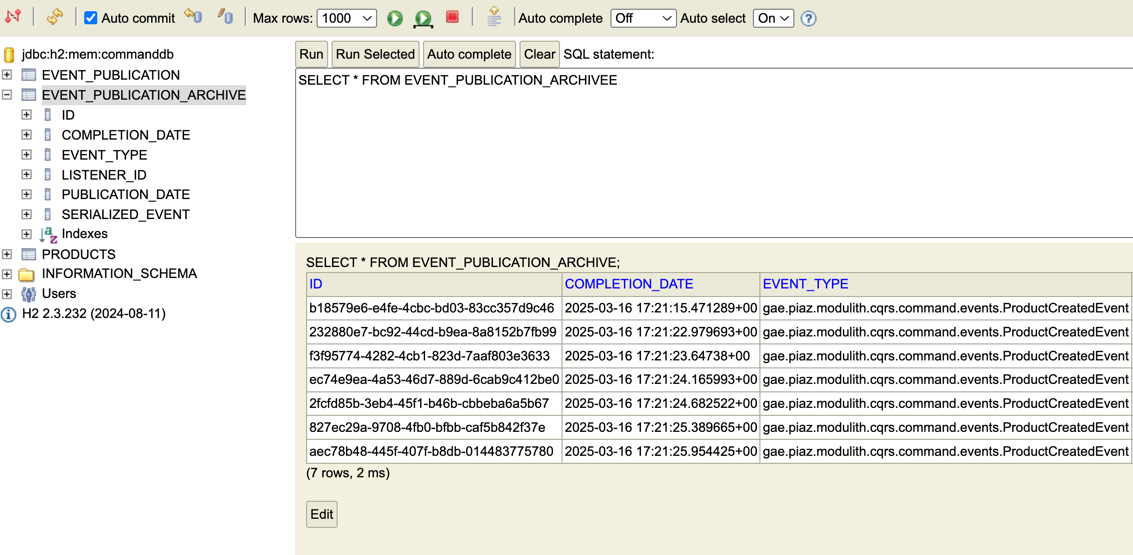 Auto commit Max rows: 1000 Auto complete Off Auto select On ?
jdbc:h2:mem:commanddb
EVENT_PUBLICATION
EVENT_PUBLICATION_ARCHIVE
ID
COMPLETION_DATE
EVENT_TYPE
LISTENER_ID
PUBLICATION_DATE
SERIALIZED_EVENT
Indexes
PRODUCTS
INFORMATION_SCHEMA
Users
H2 2.3.232 (2024-08-11)
Run Run Selected Auto complete Clear SQL statement:
SELECT * FROM EVENT_PUBLICATION_ARCHIVEE
SELECT * FROM EVENT_PUBLICATION_ARCHIVE;
ID COMPLETION_DATE EVENT_TYPE
b18579e6-e4fe-4cbc-bd03-83cc357d9c46 2025-03-16 17:21:15.471289+00 gae.piaz.modulith.cqrs.command.events.ProductCreatedEvent
232880e7-bc92-44cd-b9ea-8a8152b7fb99 2025-03-16 17:21:22.979693+00 gae.piaz.modulith.cqrs.command.events.ProductCreatedEvent
f3f95774-4282-4cb1-823d-7aaf803e3633 2025-03-16 17:21:23.64738+00 gae.piaz.modulith.cqrs.command.events.ProductCreatedEvent
ec74e9ea-4a53-46d7-889d-6cab9c412be0 2025-03-16 17:21:24.165993+00 gae.piaz.modulith.cqrs.command.events.ProductCreatedEvent
2fcfd85b-3eb4-45f1-b46b-cbbeba6a5b67 2025-03-16 17:21:24.682522+00 gae.piaz.modulith.cqrs.command.events.ProductCreatedEvent
827ec29a-9708-4fb0-bfbb-caf5b842f37e 2025-03-16 17:21:25.389665+00 gae.piaz.modulith.cqrs.command.events.ProductCreatedEvent
aec78b48-445f-407f-b8db-014483775780 2025-03-16 17:21:25.954425+00 gae.piaz.modulith.cqrs.command.events.ProductCreatedEvent
(7 rows, 2 ms)
Edit